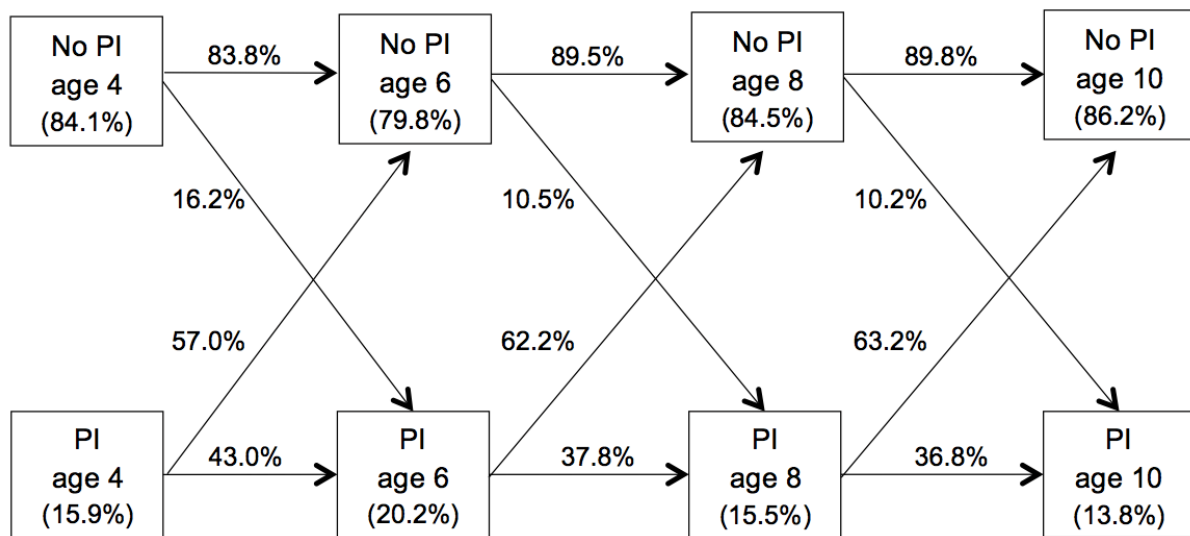 No PI
age 4
(84.1%)
83.8%
No PI
age 6
(79.8%)
89.5%
No PI
age 8
(84.5%)
89.8%
No PI
age 10
(86.2%)
16.2%
10.5%
10.2%
57.0%
62.2%
63.2%
PI
age 4
(15.9%)
43.0%
PI
age 6
(20.2%)
37.8%
PI
age 8
(15.5%)
36.8%
PI
age 10
(13.8%)